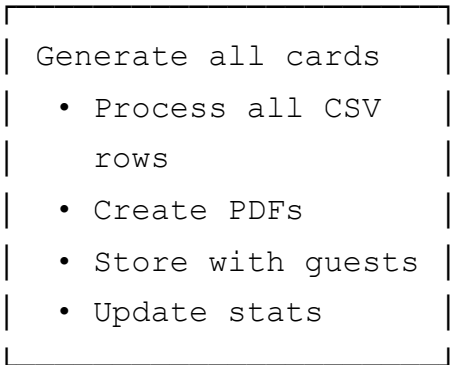 Generate all cards
• Process all CSV
rows
• Create PDFs
• Store with guests
• Update stats